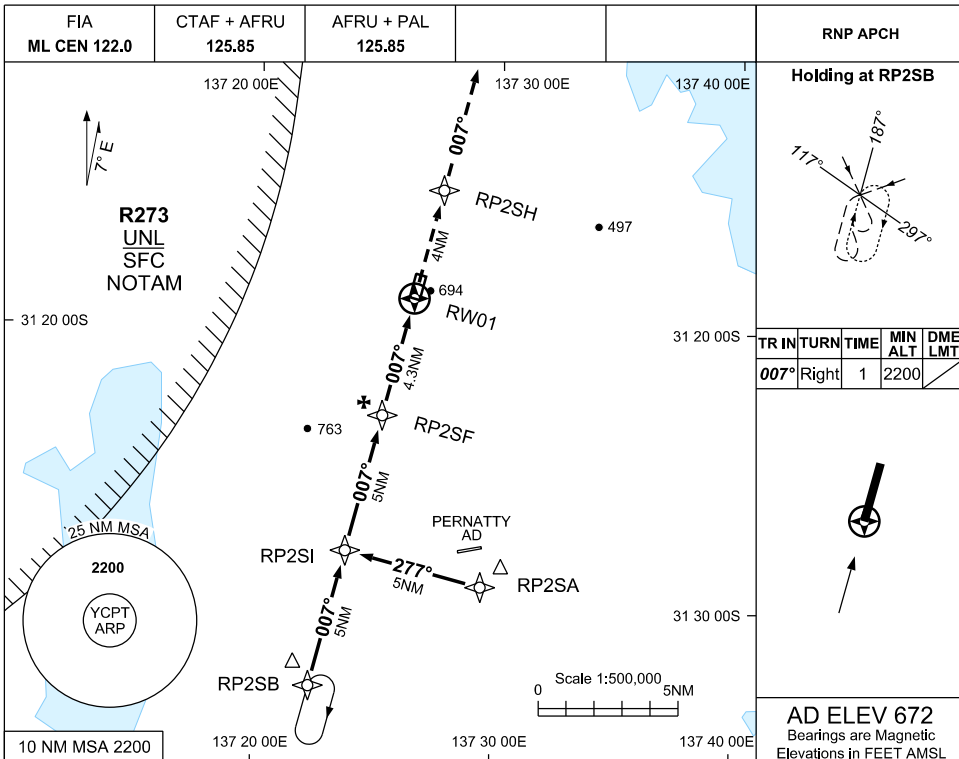 FIA
ML CEN 122.0
CTAF + AFRU
125.85
AFRU + PAL
125.85
RNP APCH
137 20 00E
137 30 00E
137 40 00E
7° E
R273
UNL
SFC
NOTAM
007°
RP2SH
497
4NM
694
RW01
31 20 00S
31 20 00S
007°
4.3NM
RP2SF
763
007°
5NM
PERNATTY
AD
RP2SI
277°
5NM
RP2SA
25 NM MSA
2200
YCPT
ARP
007°
5NM
31 30 00S
RP2SB
Scale 1:500,000
0
5NM
10 NM MSA 2200
137 20 00E
137 30 00E
137 40 00E
Holding at RP2SB
187°
117°
297°
TR IN TURN TIME MIN ALT DME LMT
007° Right 1 2200
AD ELEV 672
Bearings are Magnetic
Elevations in FEET AMSL